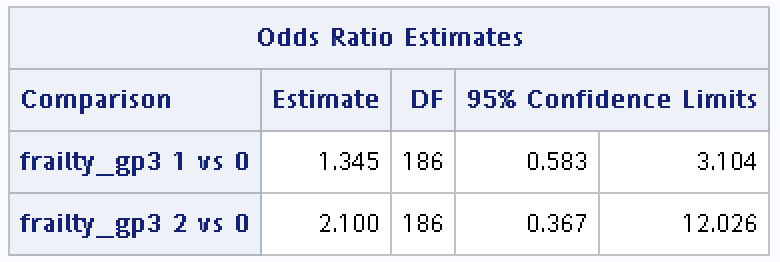 Odds Ratio Estimates
Comparison Estimate DF 95% Confidence Limits
frailty_gp3 1 vs 0 1.345 186 0.583 3.104
frailty_gp3 2 vs 0 2.100 186 0.367 12.026